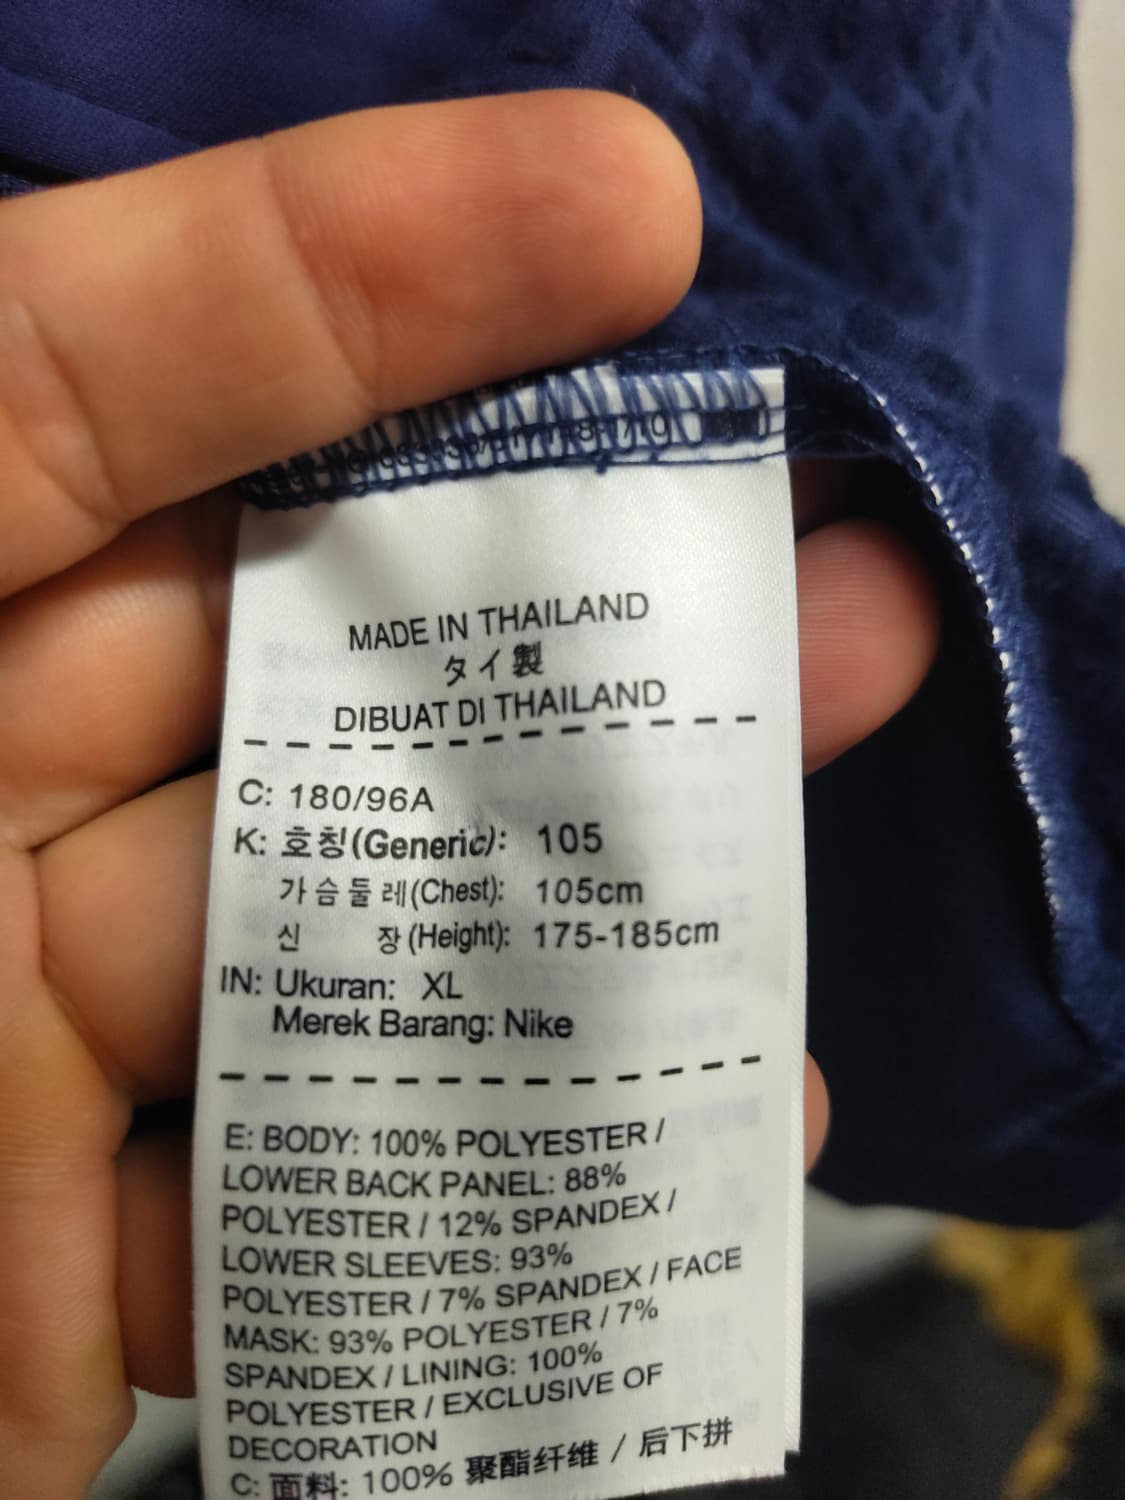 MADE IN THAILAND
タイ製
DIBUAT DI THAILAND
C: 180/96A
K: 호칭(Generic): 105
가슴둘레(Chest): 105cm
신 장(Height): 175-185cm
IN: Ukuran: XL
Merek Barang: Nike
E: BODY: 100% POLYESTER /
LOWER BACK PANEL: 88%
POLYESTER / 12% SPANDEX /
LOWER SLEEVES: 93%
POLYESTER / 7% SPANDEX / FACE
MASK: 93% POLYESTER / 7%
SPANDEX / LINING: 100%
POLYESTER / EXCLUSIVE OF
DECORATION
C: 面料: 100% 聚酯纤维 / 后下拼